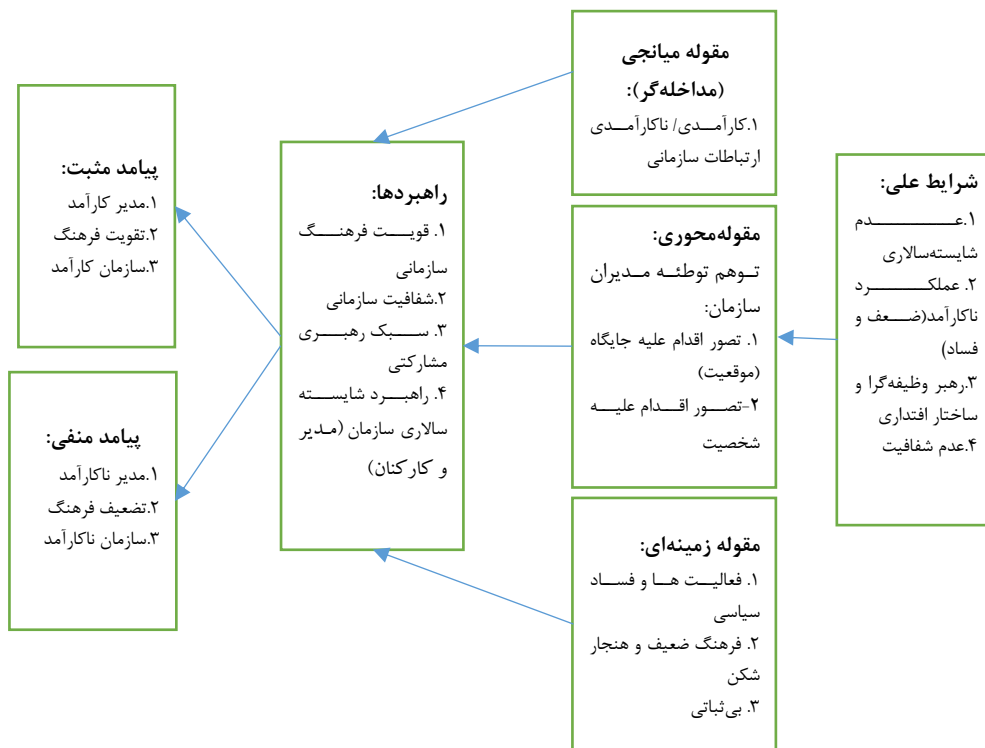 شرایط علی:
۱.عدم
شایسته‌سالاری
۲. عملکرد
ناکارآمد(ضعف و
فساد)
۳.رهبر وظیفه‌گرا و
ساختار افتداری
۴.عدم شفافیت
مقوله میانجی
(مداخله‌گر):
۱.کارآمدی/ ناکارآمدی
ارتباطات سازمانی
مقوله‌محوری:
توهم توطئه مدیران
سازمان:
۱. تصور اقدام علیه جایگاه
(موقعیت)
۲-تصور اقدام علیه
شخصیت
مقوله زمینه‌ای:
۱. فعالیت ها و فساد
سیاسی
۲. فرهنگ ضعیف و هنجار
شکن
۳. بی‌ثباتی
راهبردها:
۱. قویت فرهنگ
سازمانی
۲.شفافیت سازمانی
۳. سبک رهبری
مشارکتی
۴. راهبرد شایسته
سالاری سازمان (مدیر
و کارکنان)
پیامد مثبت:
۱.مدیر کارآمد
۲.تقویت فرهنگ
۳.سازمان کارآمد
پیامد منفی:
۱.مدیر ناکارآمد
۲.تضعیف فرهنگ
۳.سازمان ناکارآمد